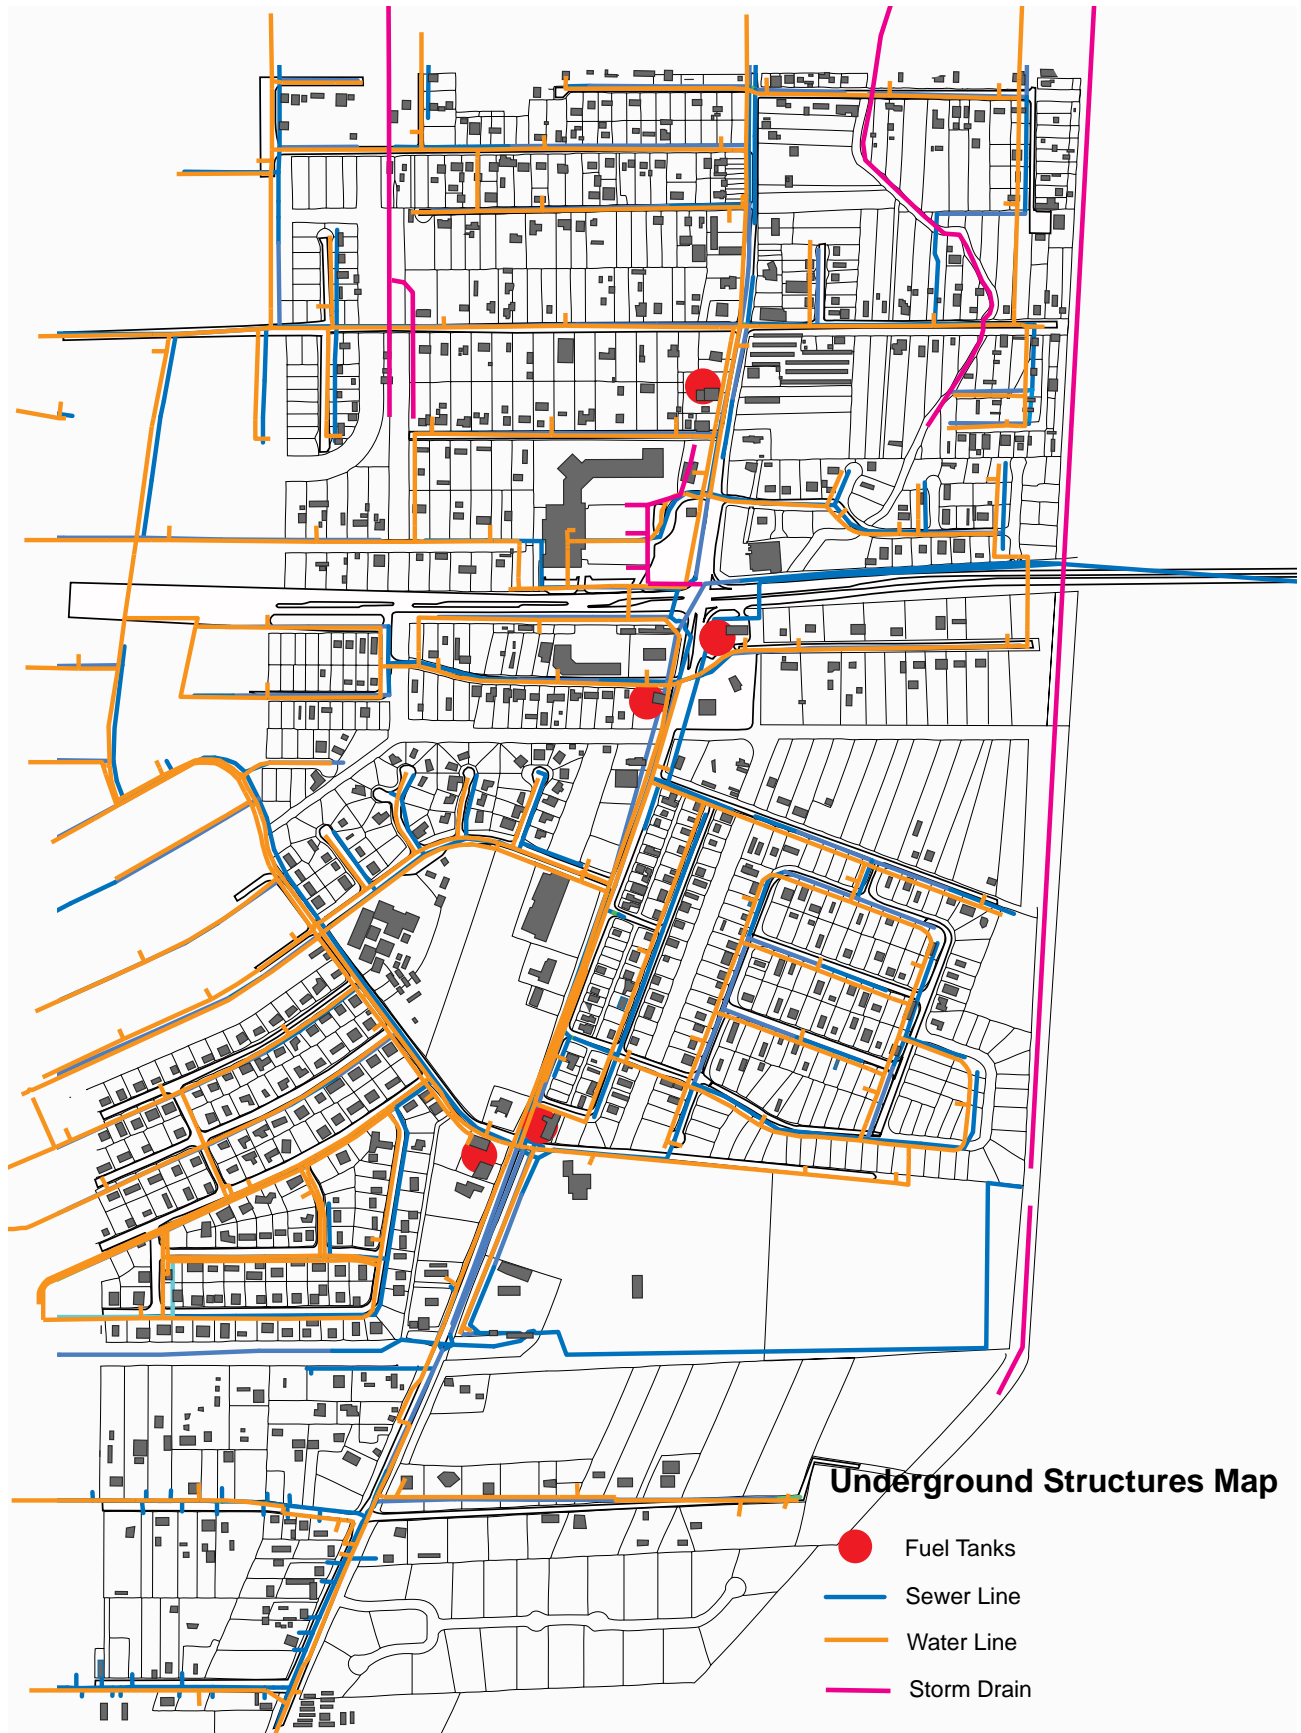 Underground Structures Map
Fuel Tanks
Sewer Line
Water Line
Storm Drain